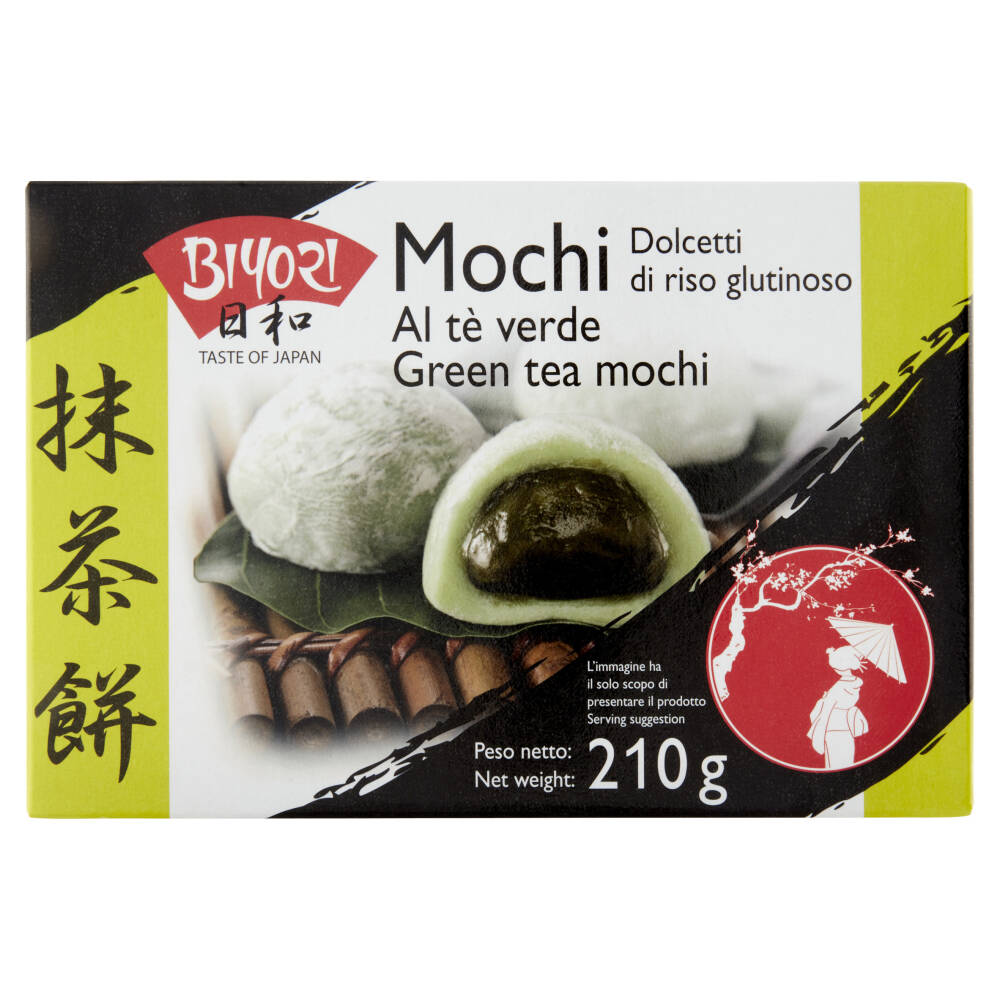 BIYORI
日和
TASTE OF JAPAN
Mochi
Dolcetti
di riso glutinoso
Al tè verde
Green tea mochi
抹茶餅
L'immagine ha
il solo scopo di
presentare il prodotto
Serving suggestion
Peso netto:
Net weight: 210 g